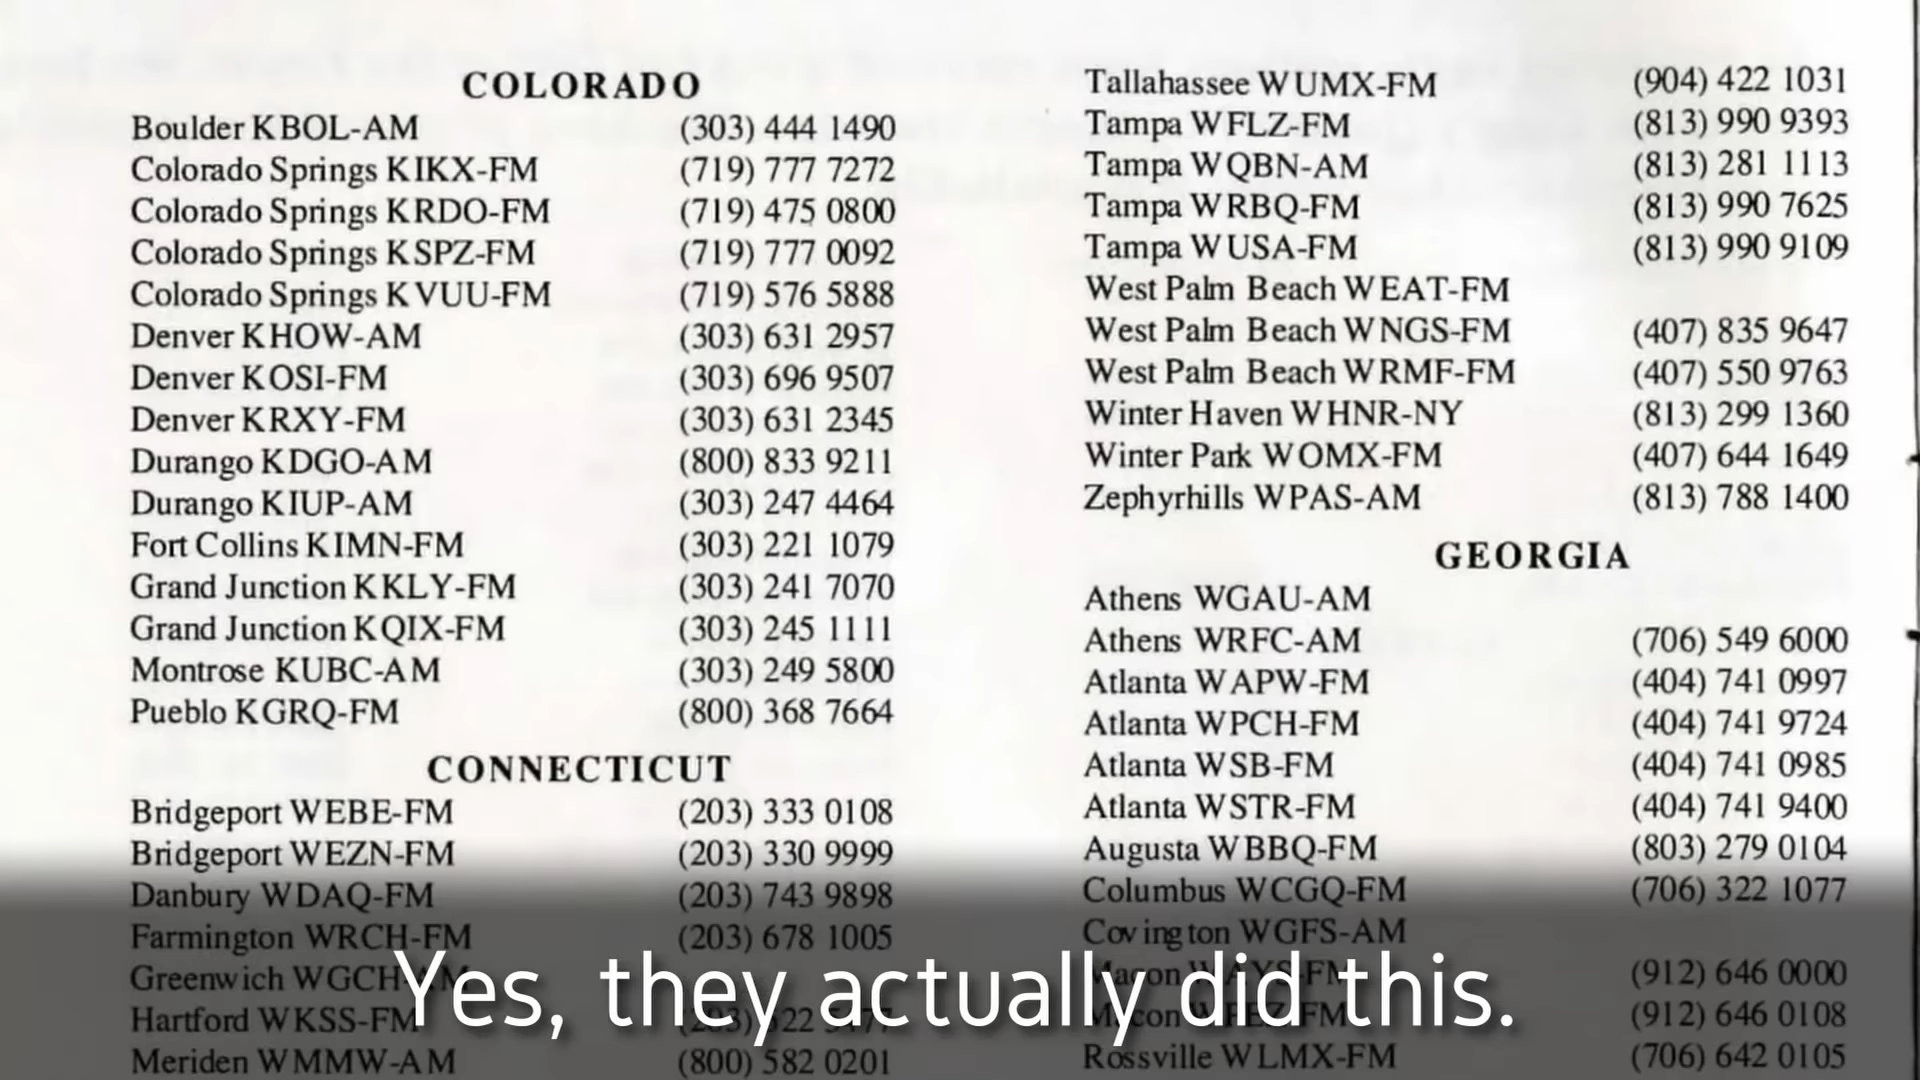 COLORADO
Boulder KBOL-AM (303) 444 1490
Colorado Springs KIKX-FM (719) 777 7272
Colorado Springs KRDO-FM (719) 475 0800
Colorado Springs KSPZ-FM (719) 777 0092
Colorado Springs KVUU-FM (719) 576 5888
Denver KHOW-AM (303) 631 2957
Denver KOSI-FM (303) 696 9507
Denver KRXY-FM (303) 631 2345
Durango KDGO-AM (800) 833 9211
Durango KIUP-AM (303) 247 4464
Fort Collins KIMN-FM (303) 221 1079
Grand Junction KKLY-FM (303) 241 7070
Grand Junction KQIX-FM (303) 245 1111
Montrose KUBC-AM (303) 249 5800
Pueblo KGRQ-FM (800) 368 7664
CONNECTICUT
Bridgeport WEBE-FM (203) 333 0108
Bridgeport WEZN-FM (203) 330 9999
Danbury WDAQ-FM (203) 743 9898
Farmington WRCH-FM (203) 678 1005
Greenwich WGCH-AM
Hartford WKSS-FM (203)
Meriden WMMW-AM (800) 582 0201
Tallahassee WUMX-FM (904) 422 1031
Tampa WFLZ-FM (813) 990 9393
Tampa WQBN-AM (813) 281 1113
Tampa WRBQ-FM (813) 990 7625
Tampa WUSA-FM (813) 990 9109
West Palm Beach WEAT-FM
West Palm Beach WNGS-FM (407) 835 9647
West Palm Beach WRMF-FM (407) 550 9763
Winter Haven WHNR-NY (813) 299 1360
Winter Park WOMX-FM (407) 644 1649
Zephyrhills WPAS-AM (813) 788 1400
GEORGIA
Athens WGAU-AM
Athens WRFC-AM (706) 549 6000
Atlanta WAPW-FM (404) 741 0997
Atlanta WPCH-FM (404) 741 9724
Atlanta WSB-FM (404) 741 0985
Atlanta WSTR-FM (404) 741 9400
Augusta WBBQ-FM (803) 279 0104
Columbus WCGQ-FM (706) 322 1077
Covington WGFS-AM
Macon WAYS-FM (912) 646 0000
Macon (912) 646 0108
Rossville WLMX-FM (706) 642 0105
Yes, they actually did this.